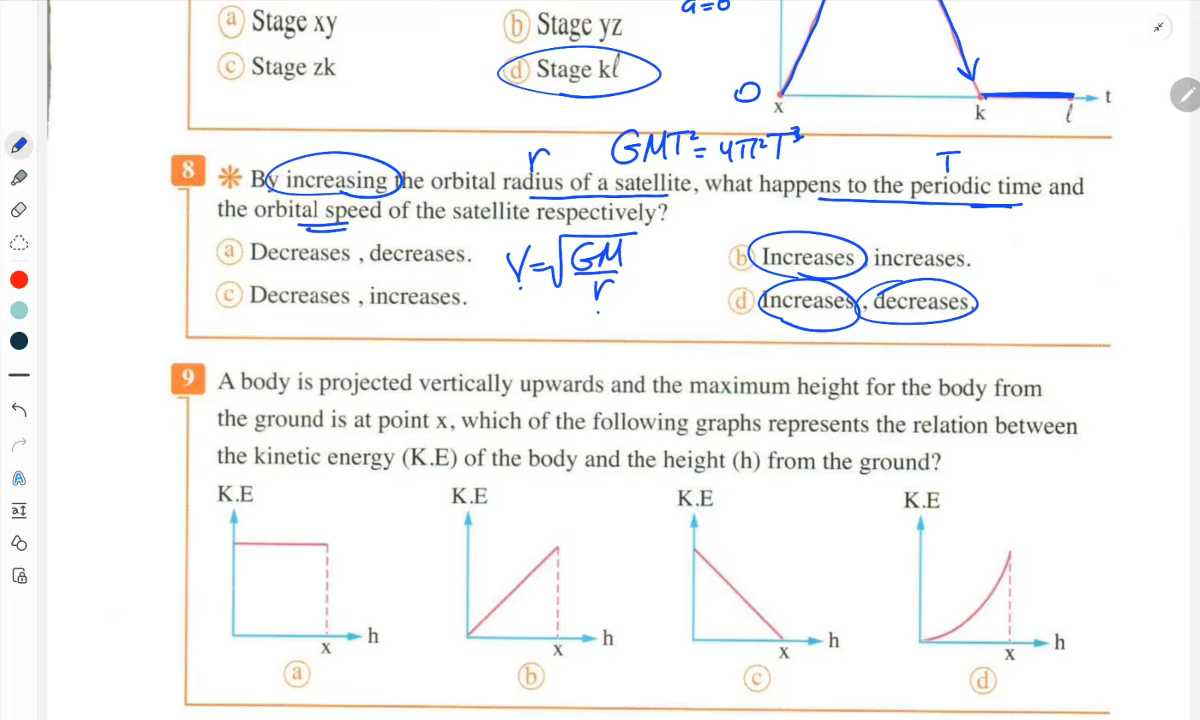 a=0
ⓐ Stage xy ⓑ Stage yz
ⓒ Stage zk ⓓ Stage kl
O x k l t
GMT²=4π²T³
r T
8 * By increasing the orbital radius of a satellite, what happens to the periodic time and
the orbital speed of the satellite respectively?
ⓐ Decreases , decreases. ⓑ Increases , increases.
V=√GM/r
ⓒ Decreases , increases. ⓓ Increases , decreases.
9 A body is projected vertically upwards and the maximum height for the body from
the ground is at point x, which of the following graphs represents the relation between
the kinetic energy (K.E) of the body and the height (h) from the ground?
K.E K.E K.E K.E
h h h h
x x x x
ⓐ ⓑ ⓒ ⓓ